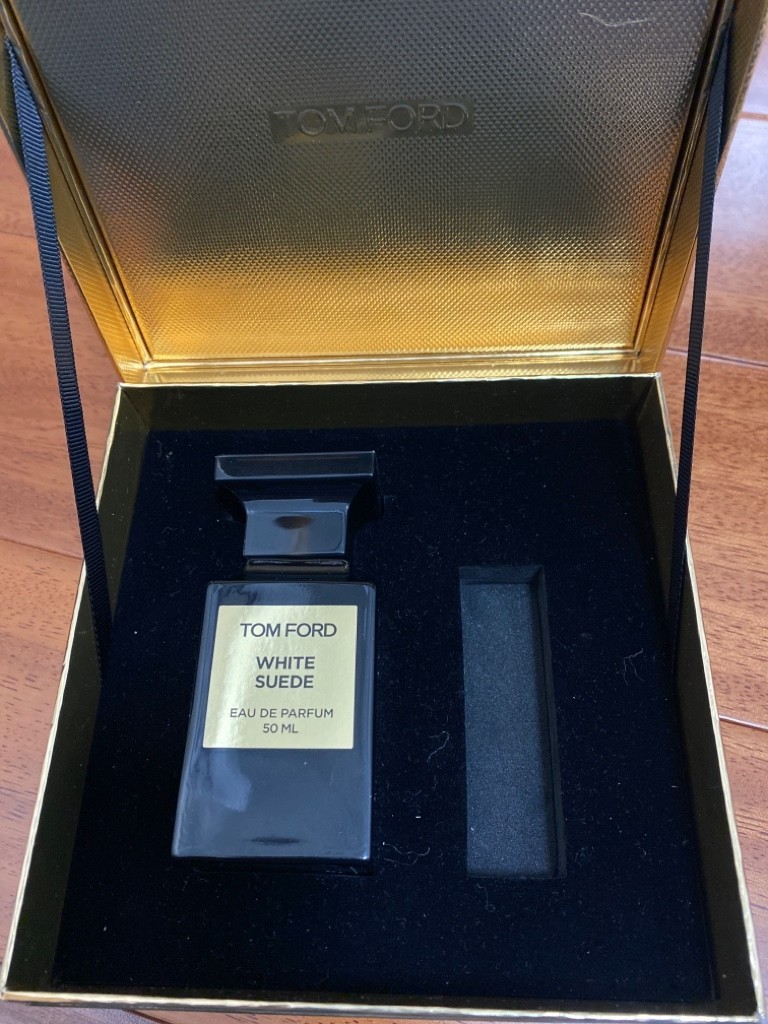 TOM FORD
TOM FORD
WHITE
SUEDE
EAU DE PARFUM
50 ML